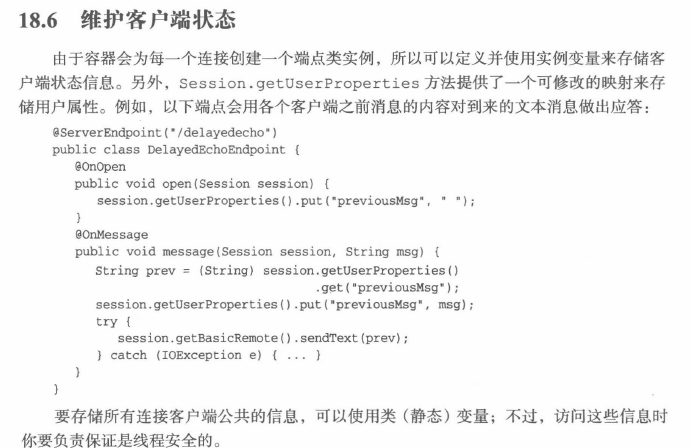 18.6 维护客户端状态
由于容器会为每一个连接创建一个端点类实例，所以可以定义并使用实例变量来存储客
户端状态信息。另外，Session.getUserProperties 方法提供了一个可修改的映射来存
储用户属性。例如，以下端点会用各个客户端之前消息的内容对到来的文本消息做出应答：
@ServerEndpoint("/delayedecho")
public class DelayedEchoEndpoint {
@OnOpen
public void open(Session session) {
session.getUserProperties().put("previousMsg", " ");
}
@OnMessage
public void message(Session session, String msg) {
String prev = (String) session.getUserProperties()
.get("previousMsg");
session.getUserProperties().put("previousMsg", msg);
try {
session.getBasicRemote().sendText(prev);
} catch (IOException e) { ... }
}
}
要存储所有连接客户端公共的信息，可以使用类（静态）变量；不过，访问这些信息时
你要负责保证是线程安全的。